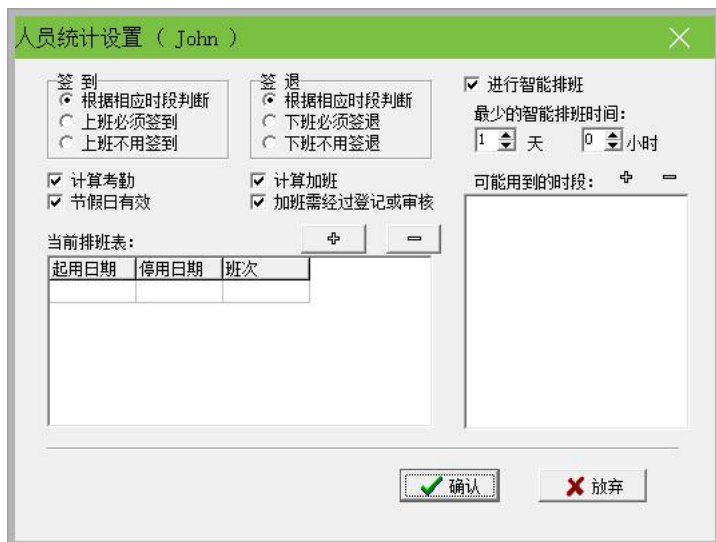 人员统计设置 （ John ）
签 到
根据相应时段判断
上班必须签到
上班不用签到
签 退
根据相应时段判断
下班必须签退
下班不用签退
计算考勤
节假日有效
计算加班
加班需经过登记或审核
当前排班表:
起用日期 停用日期 班次
进行智能排班
最少的智能排班时间:
1 天 0 小时
可能用到的时段:
确认 放弃